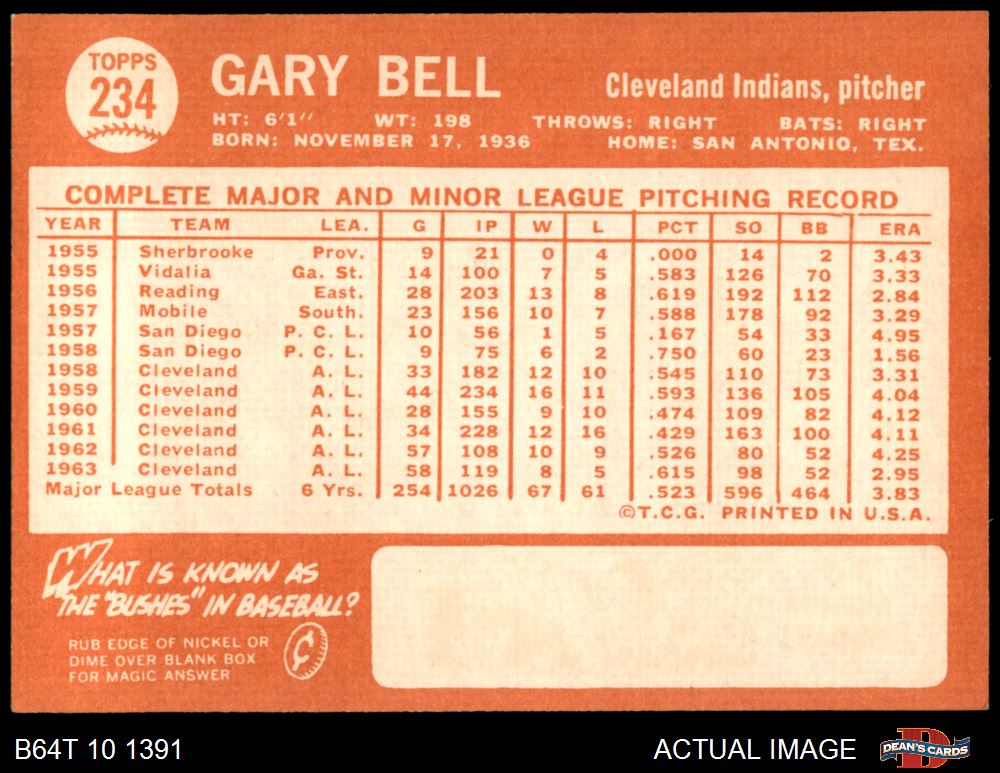 TOPPS
234
GARY BELL
Cleveland Indians, pitcher
HT: 6'1" WT: 198 THROWS: RIGHT BATS: RIGHT
BORN: NOVEMBER 17, 1936 HOME: SAN ANTONIO, TEX.
COMPLETE MAJOR AND MINOR LEAGUE PITCHING RECORD
YEAR TEAM LEA. G IP W L PCT SO BB ERA
1955 Sherbrooke Prov. 9 21 0 4 .000 14 2 3.43
1955 Vidalia Ga. St. 14 100 7 5 .583 126 70 3.33
1956 Reading East. 28 203 13 8 .619 192 112 2.84
1957 Mobile South. 23 156 10 7 .588 178 92 3.29
1957 San Diego P. C. L. 10 56 1 5 .167 54 33 4.95
1958 San Diego P. C. L. 9 75 6 2 .750 60 23 1.56
1958 Cleveland A. L. 33 182 12 10 .545 110 73 3.31
1959 Cleveland A. L. 44 234 16 11 .593 136 105 4.04
1960 Cleveland A. L. 28 155 9 10 .474 109 82 4.12
1961 Cleveland A. L. 34 228 12 16 .429 163 100 4.11
1962 Cleveland A. L. 57 108 10 9 .526 80 52 4.25
1963 Cleveland A. L. 58 119 8 5 .615 98 52 2.95
Major League Totals 6 Yrs. 254 1026 67 61 .523 596 464 3.83
©T.C.G. PRINTED IN U.S.A.
WHAT IS KNOWN AS
THE "BUSHES" IN BASEBALL?
RUB EDGE OF NICKEL OR
DIME OVER BLANK BOX
FOR MAGIC ANSWER
¢
B64T 10 1391
ACTUAL IMAGE
DEAN'S CARDS